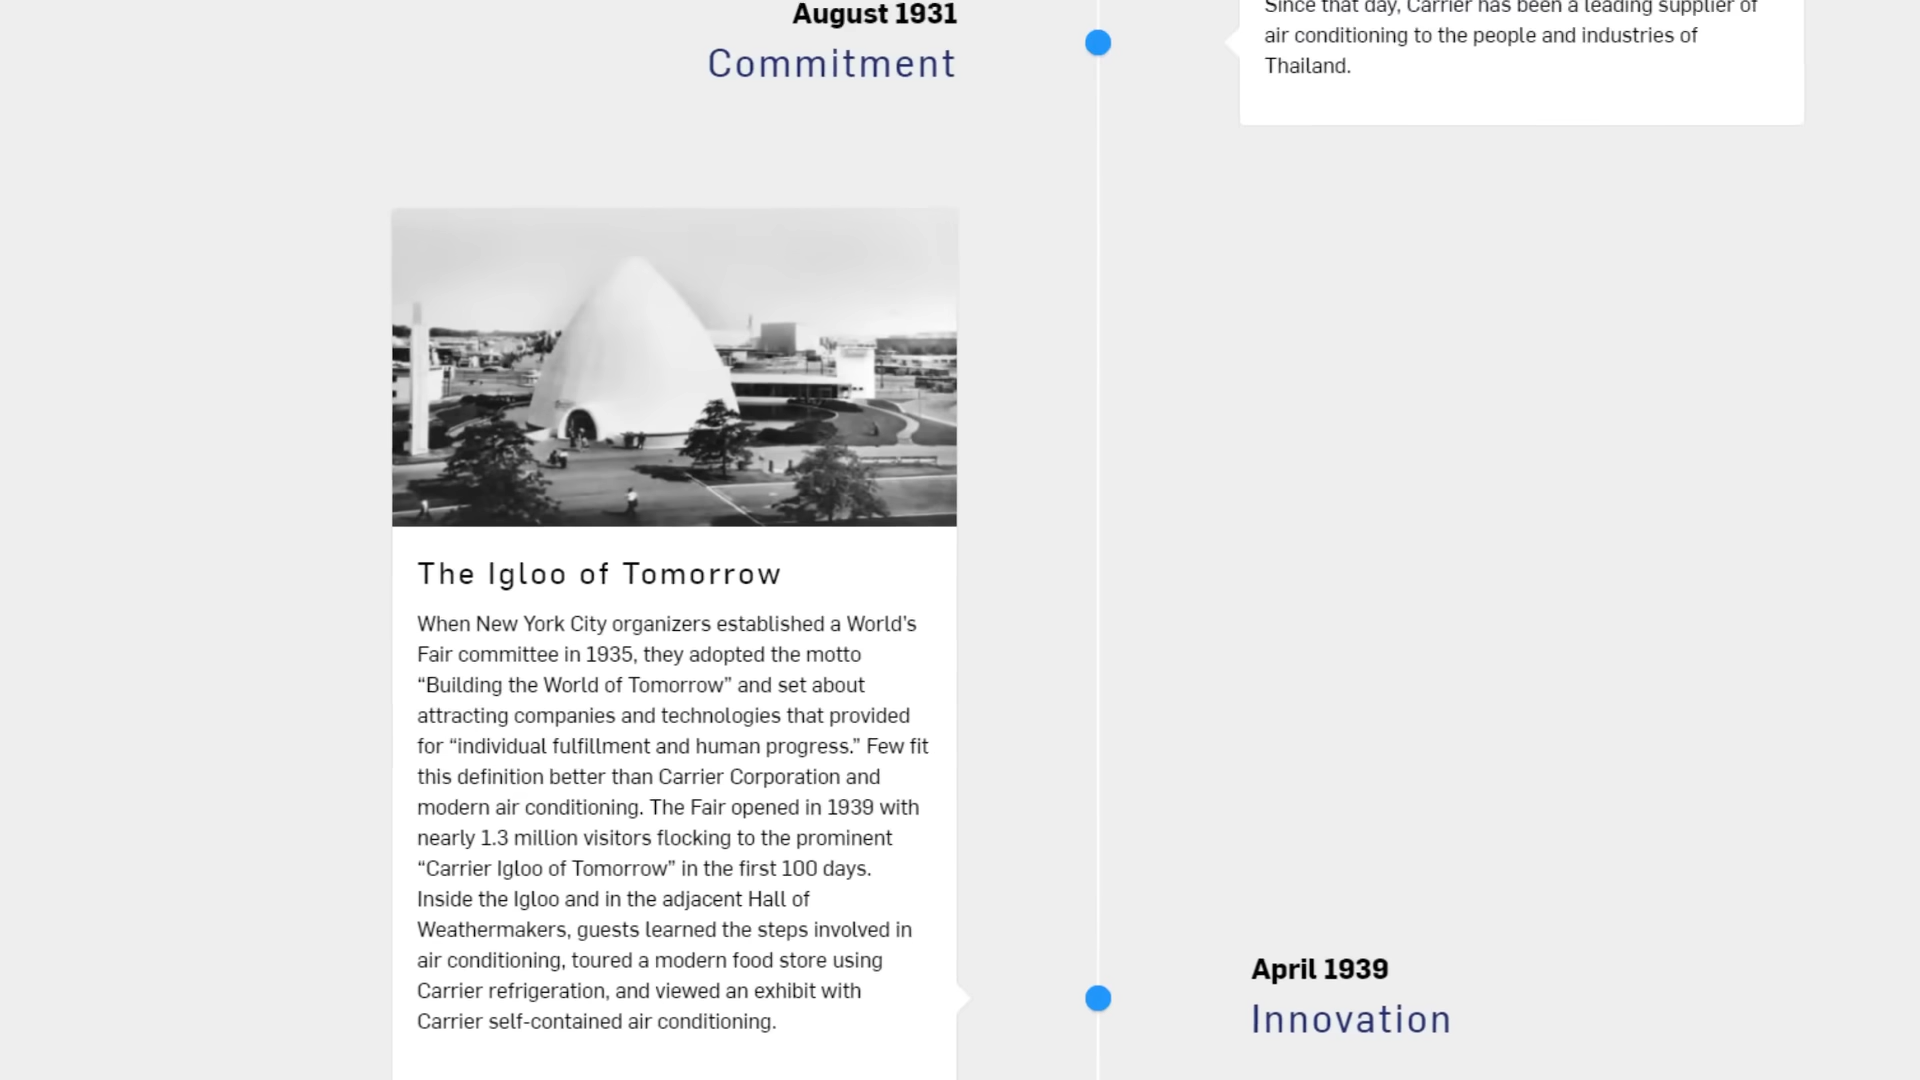 August 1931
Commitment
Since that day, Carrier has been a leading supplier of
air conditioning to the people and industries of
Thailand.
The Igloo of Tomorrow
When New York City organizers established a World’s
Fair committee in 1935, they adopted the motto
“Building the World of Tomorrow” and set about
attracting companies and technologies that provided
for “individual fulfillment and human progress.” Few fit
this definition better than Carrier Corporation and
modern air conditioning. The Fair opened in 1939 with
nearly 1.3 million visitors flocking to the prominent
“Carrier Igloo of Tomorrow” in the first 100 days.
Inside the Igloo and in the adjacent Hall of
Weathermakers, guests learned the steps involved in
air conditioning, toured a modern food store using
Carrier refrigeration, and viewed an exhibit with
Carrier self-contained air conditioning.
April 1939
Innovation